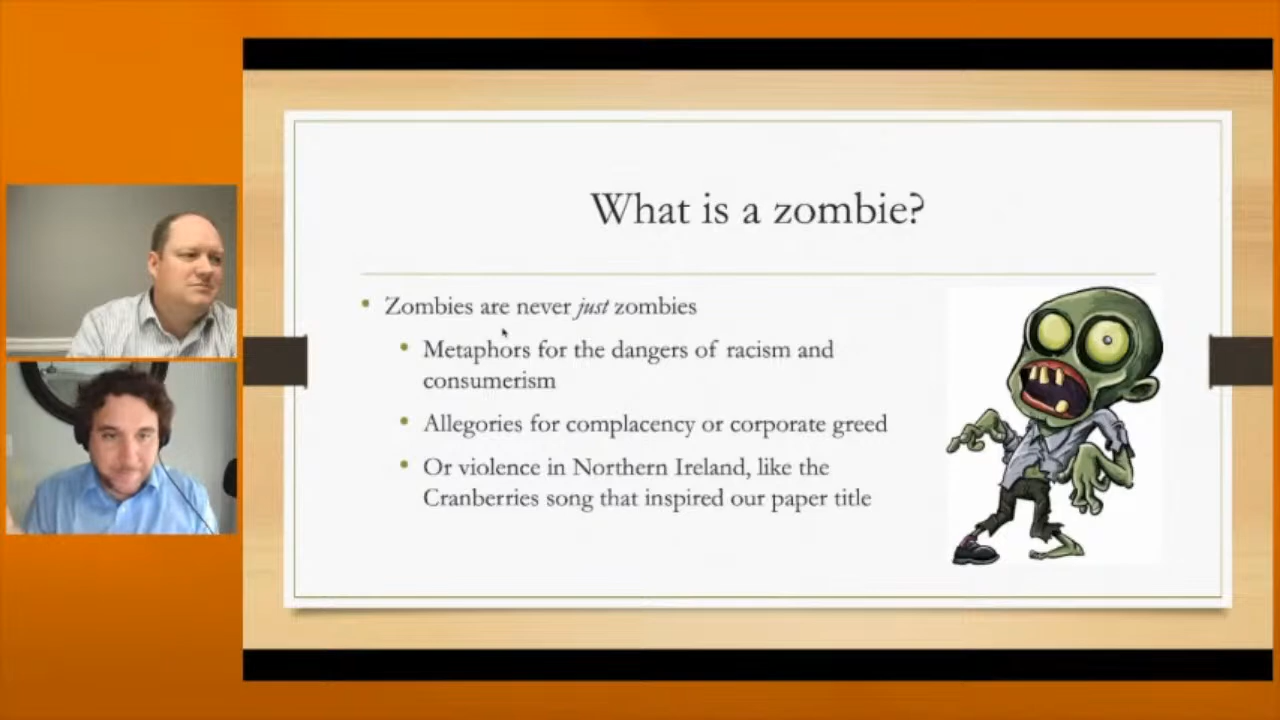 What is a zombie?
Zombies are never just zombies
Metaphors for the dangers of racism and
consumerism
Allegories for complacency or corporate greed
Or violence in Northern Ireland, like the
Cranberries song that inspired our paper title